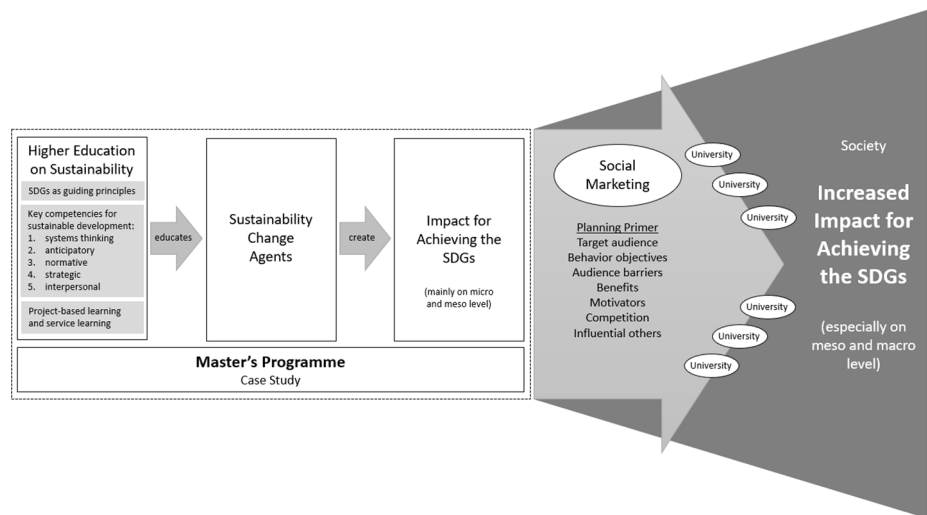 Higher Education
on Sustainability
SDGs as guiding principles
Key competencies for
sustainable development:
1. systems thinking
2. anticipatory
3. normative
4. strategic
5. interpersonal
Project-based learning
and service learning
educates
Sustainability
Change
Agents
create
Impact for
Achieving the
SDGs
(mainly on micro
and meso level)
Master's Programme
Case Study
Social
Marketing
Planning Primer
Target audience
Behavior objectives
Audience barriers
Benefits
Motivators
Competition
Influential others
University
University
University
University
University
University
Society
Increased
Impact for
Achieving
the SDGs
(especially on
meso and macro
level)